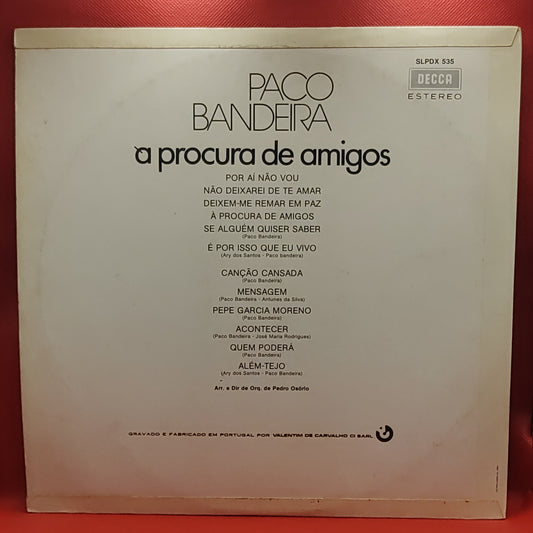 SLPDX 535
DECCA
ESTEREO
PACO
BANDEIRA
a procura de amigos
POR AÍ NÃO VOU
NÃO DEIXAREI DE TE AMAR
DEIXEM-ME REMAR EM PAZ
À PROCURA DE AMIGOS
SE ALGUÉM QUISER SABER
(Paco Bandeira)
É POR ISSO QUE EU VIVO
(Ary dos Santos - Paco bandeira)
CANÇÃO CANSADA
(Paco Bandeira)
MENSAGEM
(Paco Bandeira - Antunes da Silva)
PEPE GARCIA MORENO
(Paco Bandeira)
ACONTECER
(Paco Bandeira - José Maria Rodrigues)
QUEM PODERÁ
(Paco Bandeira)
ALÉM-TEJO
(Ary dos Santos - Paco Bandeira)
Arr. e Dir de Orq. de Pedro Osório
GRAVADO E FABRICADO EM PORTUGAL POR VALENTIM DE CARVALHO CI SARL